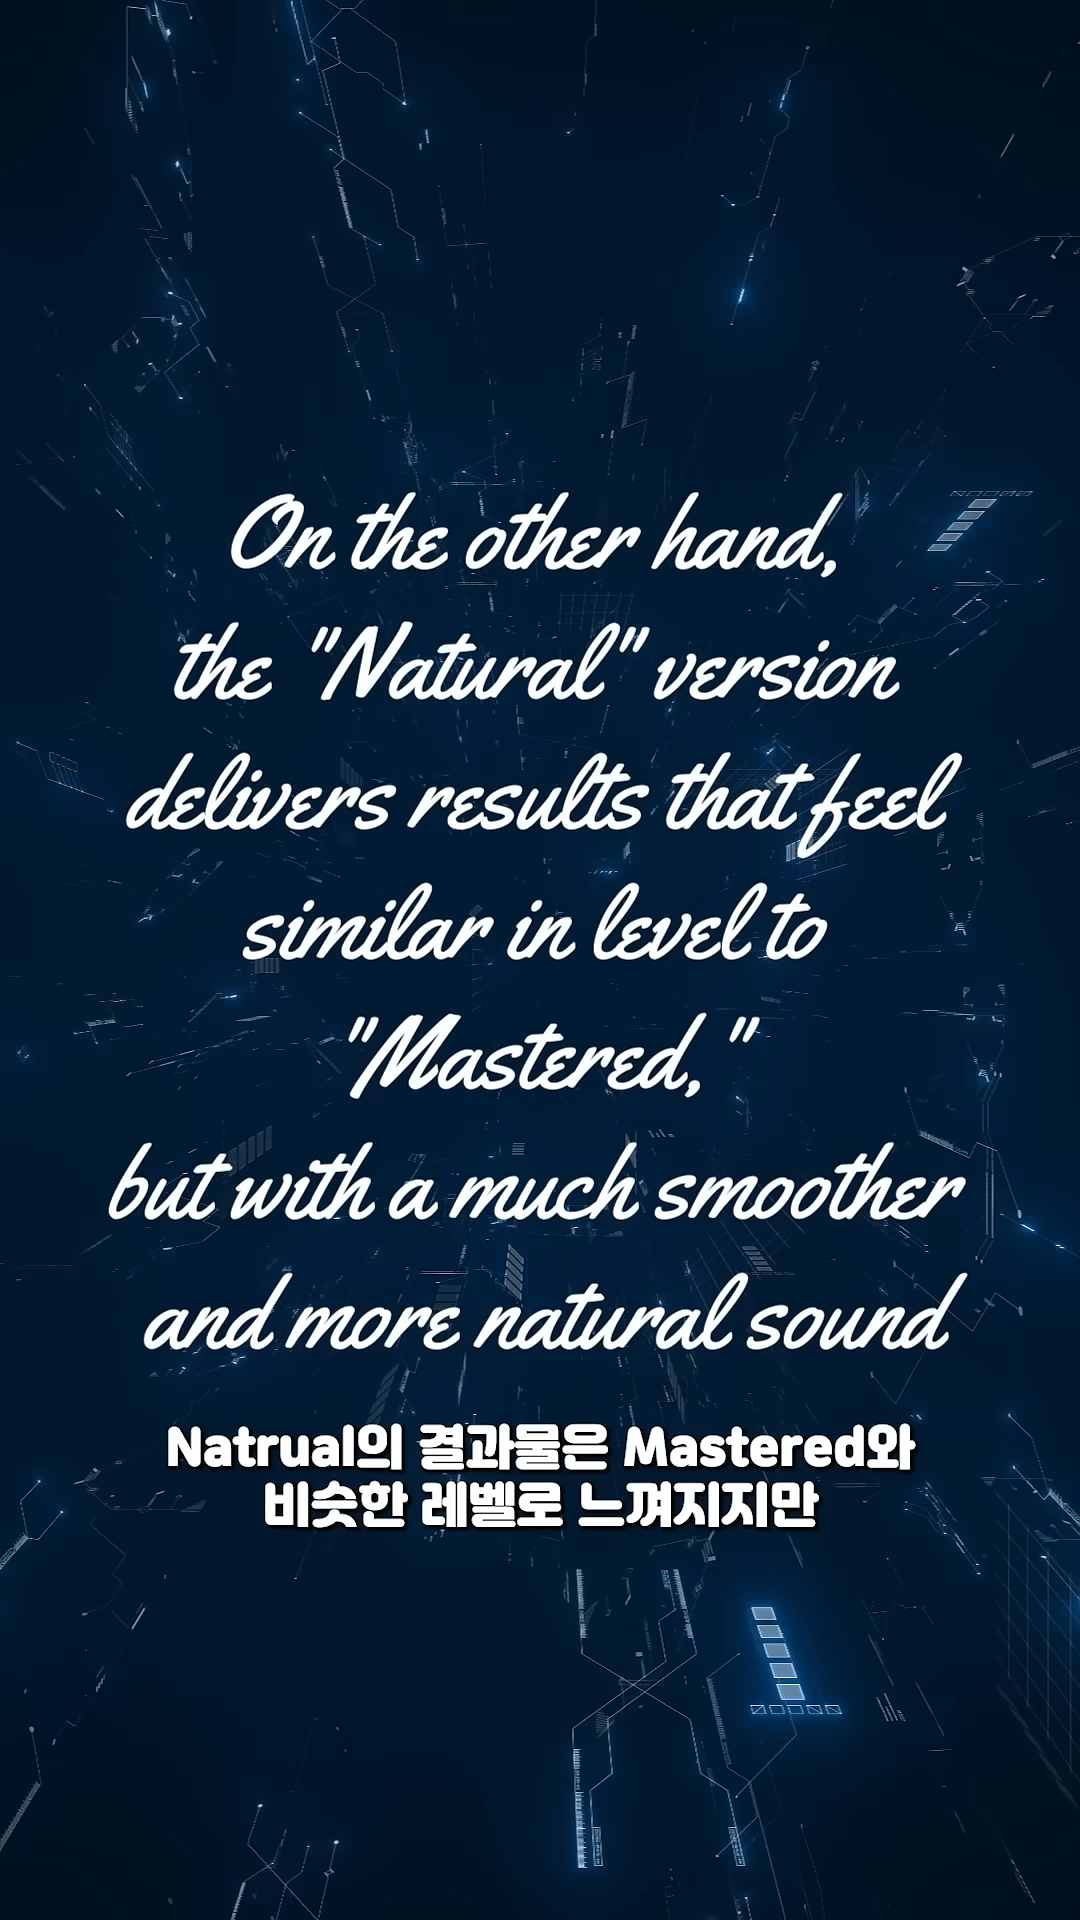 On the other hand,
the "Natural" version
delivers results that feel
similar in level to
"Mastered,"
but with a much smoother
and more natural sound
Natrual의 결과물은 Mastered와
비슷한 레벨로 느껴지지만